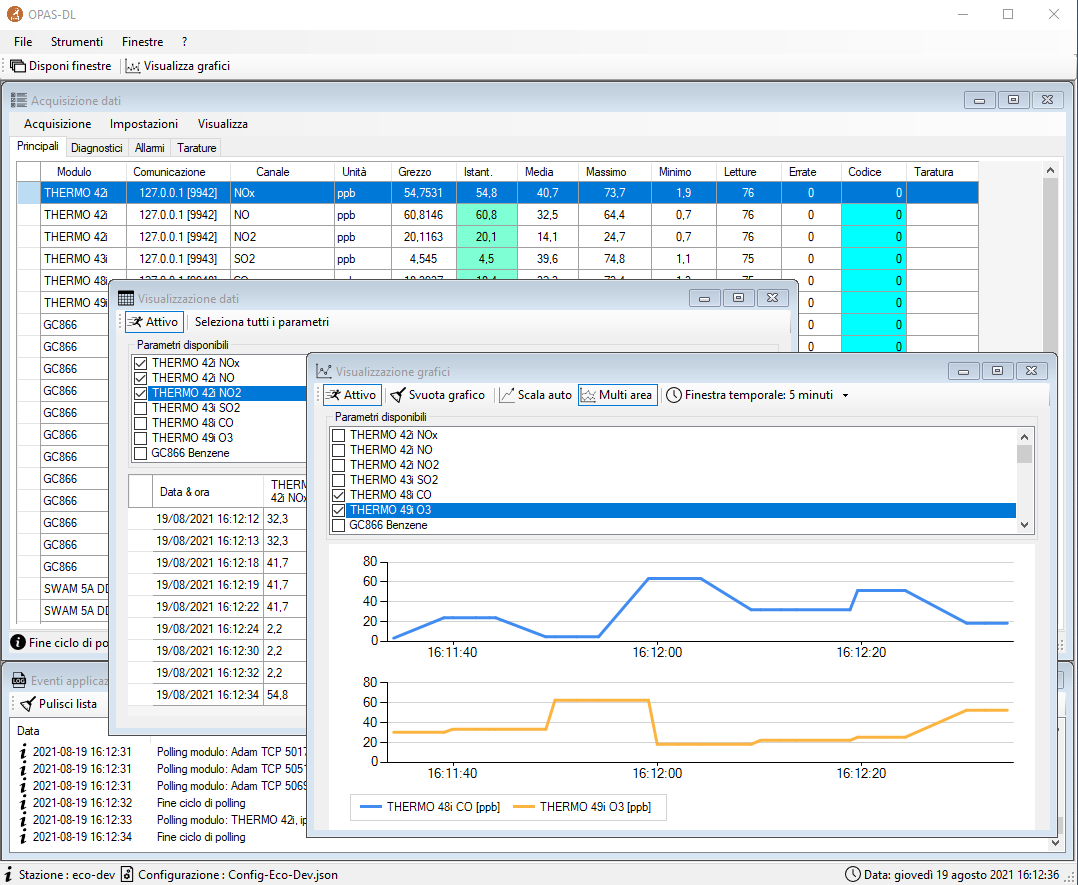 OPAS-DL
File Strumenti Finestre ?
Disponi finestre Visualizza grafici
Acquisizione dati
Acquisizione Impostazioni Visualizza
Principali Diagnostici Allarmi Tarature
Modulo Comunicazione Canale Unità Grezzo Istant. Media Massimo Minimo Letture Errate Codice Taratura
THERMO 42i 127.0.0.1 [9942] NOx ppb 54,7531 54,8 40,7 73,7 1,9 76 0 0
THERMO 42i 127.0.0.1 [9942] NO ppb 60,8146 60,8 32,5 64,4 0,7 76 0 0
THERMO 42i 127.0.0.1 [9942] NO2 ppb 20,1163 20,1 14,1 24,7 0,7 76 0 0
THERMO 43i 127.0.0.1 [9943] SO2 ppb 4,545 4,5 39,6 74,8 1,1 75 0 0
THERMO 48i 0 0
THERMO 49i 0 0
GC866 0 0
GC866 0 0
GC866
GC866
GC866
GC866
GC866
GC866
GC866
GC866
GC866
GC866
SWAM 5A
SWAM 5A
Fine ciclo di po
Visualizzazione dati
Attivo Seleziona tutti i parametri
Parametri disponibili
THERMO 42i NOx
THERMO 42i NO
THERMO 42i NO2
THERMO 43i SO2
THERMO 48i CO
THERMO 49i O3
GC866 Benzene
Data & ora THERM
42i NOx
19/08/2021 16:12:12 32,3
19/08/2021 16:12:13 32,3
19/08/2021 16:12:18 41,7
19/08/2021 16:12:19 41,7
19/08/2021 16:12:22 41,7
19/08/2021 16:12:24 2,2
19/08/2021 16:12:30 2,2
19/08/2021 16:12:32 2,2
19/08/2021 16:12:34 54,8
Visualizzazione grafici
Attivo Svuota grafico Scala auto Multi area Finestra temporale: 5 minuti
Parametri disponibili
THERMO 42i NOx
THERMO 42i NO
THERMO 42i NO2
THERMO 43i SO2
THERMO 48i CO
THERMO 49i O3
GC866 Benzene
80
60
40
20
0
16:11:40 16:12:00 16:12:20
80
60
40
20
0
16:11:40 16:12:00 16:12:20
THERMO 48i CO [ppb] THERMO 49i O3 [ppb]
LOG Eventi applicaz
Pulisci lista
Data
2021-08-19 16:12:31 Polling modulo: Adam TCP 5017
2021-08-19 16:12:31 Polling modulo: Adam TCP 5051
2021-08-19 16:12:31 Polling modulo: Adam TCP 5069
2021-08-19 16:12:32 Fine ciclo di polling
2021-08-19 16:12:33 Polling modulo: THERMO 42i, ip
2021-08-19 16:12:34 Fine ciclo di polling
Stazione : eco-dev Configurazione : Config-Eco-Dev.json Data: giovedì 19 agosto 2021 16:12:36